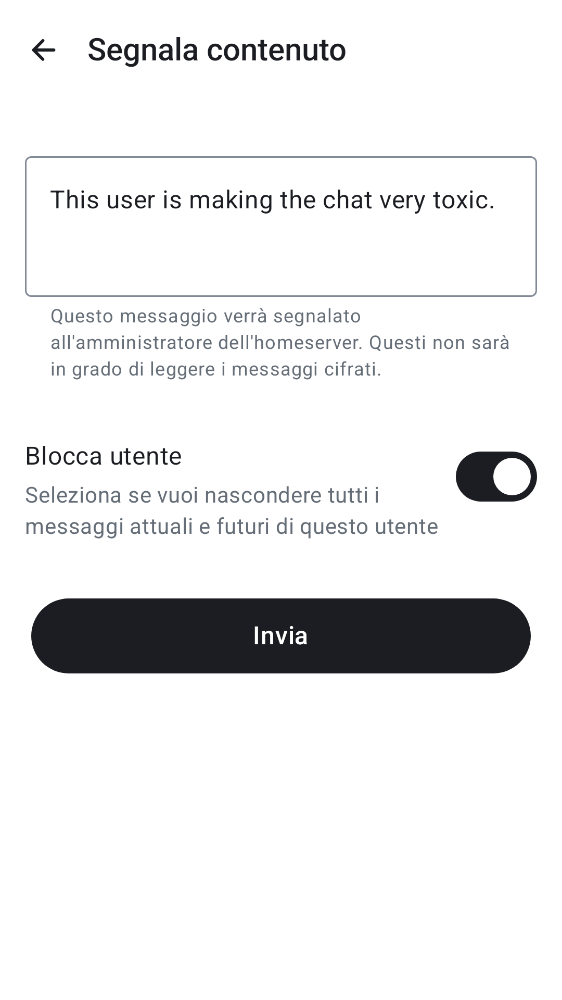 Segnala contenuto
This user is making the chat very toxic.
Questo messaggio verrà segnalato
all'amministratore dell'homeserver. Questi non sarà
in grado di leggere i messaggi cifrati.
Blocca utente
Seleziona se vuoi nascondere tutti i
messaggi attuali e futuri di questo utente
Invia